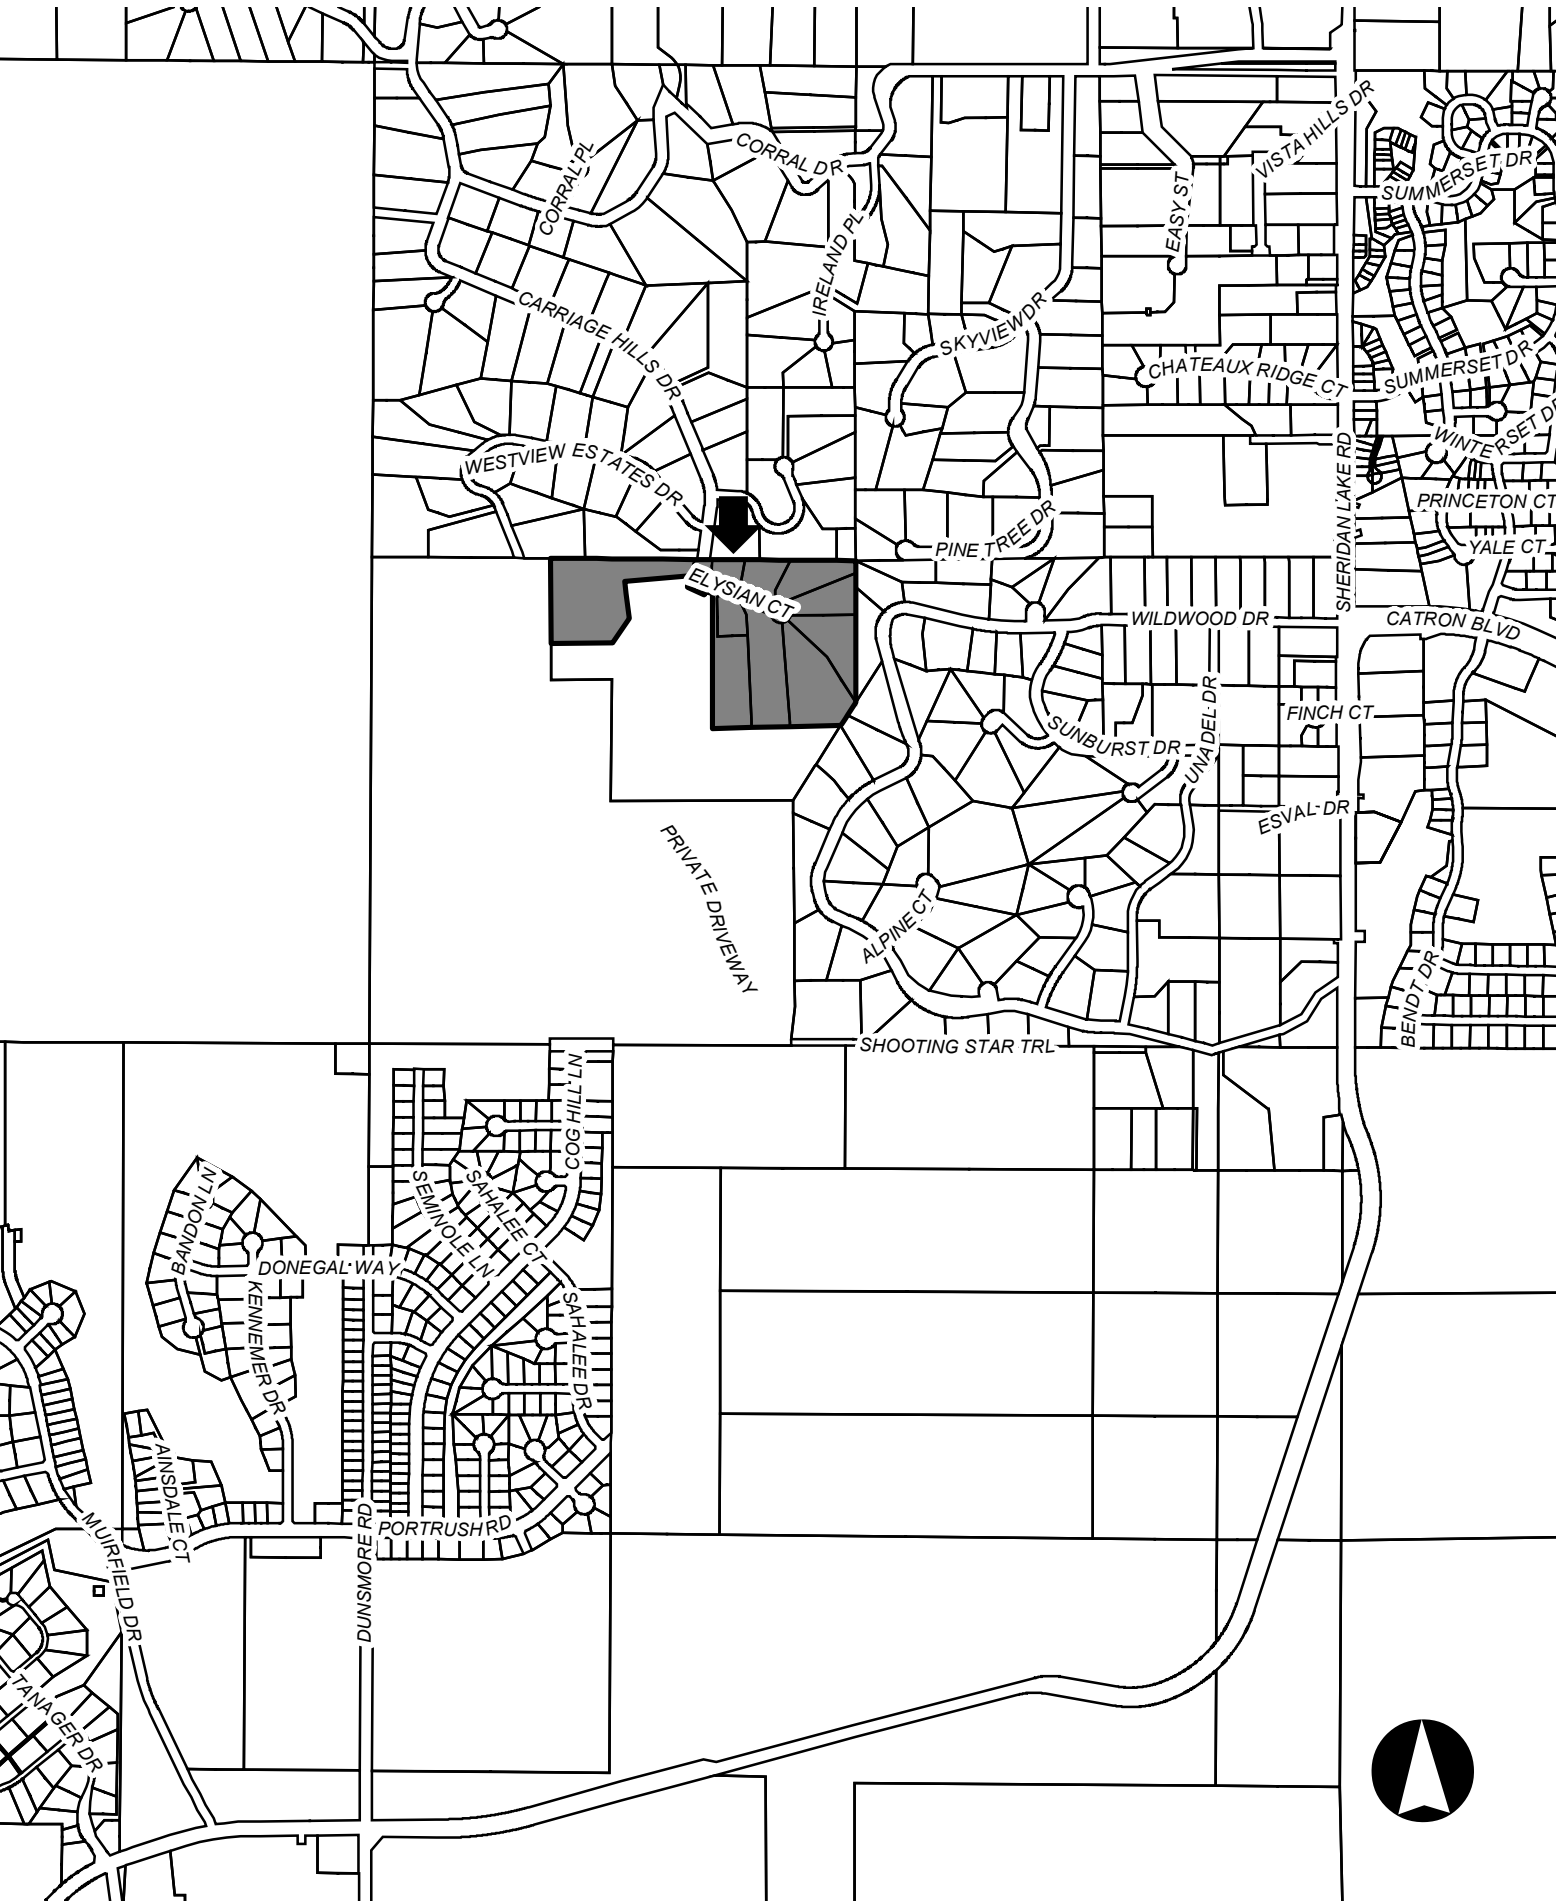 VISTA HILLS DR
CORRAL DR
CORRAL PL
SUMMERSET DR
EASY ST
IRELAND PL
CARRIAGE HILLS DR
SKYVIEW DR
CHATEAUX RIDGE CT
SUMMERSET DR
WINTERSET DR
WESTVIEW ESTATES DR
SHERIDAN LAKE RD
PRINCETON CT
PINE TREE DR
YALE CT
ELYSIAN CT
WILDWOOD DR
CATRON BLVD
UNA DEL DR
FINCH CT
SUNBURST DR
ESVAL DR
PRIVATE DRIVEWAY
ALPINE CT
BENDT DR
SHOOTING STAR TRL
COG HILL LN
BANDON LN
SEMINOLE LN
SAHALEE CT
DONEGAL WAY
KENNEMER DR
SAHALEE DR
AINSDALE CT
MUIRFIELD DR
DUNSMORE RD
PORTRUSH RD
TANAGER DR